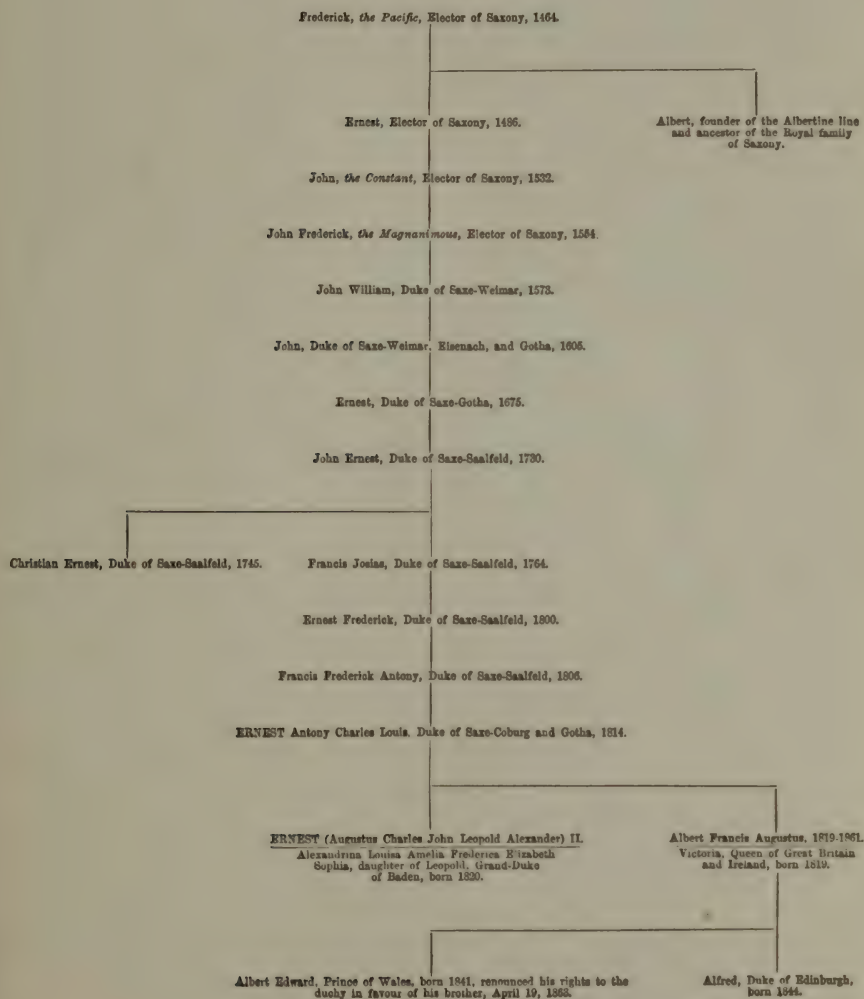 Frederick, the Pacific, Elector of Saxony, 1464.
Ernest, Elector of Saxony, 1486.
Albert, founder of the Albertine line
and ancestor of the Royal family
of Saxony.
John, the Constant, Elector of Saxony, 1532.
John Frederick, the Magnanimous, Elector of Saxony, 1554.
John William, Duke of Saxe-Weimar, 1573.
John, Duke of Saxe-Weimar, Eisenach, and Gotha, 1605.
Ernest, Duke of Saxe-Gotha, 1675.
John Ernest, Duke of Saxe-Saalfeld, 1730.
Christian Ernest, Duke of Saxe-Saalfeld, 1745.
Francis Josias, Duke of Saxe-Saalfeld, 1764.
Ernest Frederick, Duke of Saxe-Saalfeld, 1800.
Francis Frederick Antony, Duke of Saxe-Saalfeld, 1806.
ERNEST Antony Charles Louis, Duke of Saxe-Coburg and Gotha, 1814.
ERNEST (Augustus Charles John Leopold Alexander) II.
Alexandrina Louisa Amelia Frederica Elizabeth
Sophia, daughter of Leopold, Grand-Duke
of Baden, born 1820.
Albert Francis Augustus, 1819-1861.
Victoria, Queen of Great Britain
and Ireland, born 1819.
Albert Edward, Prince of Wales, born 1841, renounced his rights to the
duchy in favour of his brother, April 19, 1863.
Alfred, Duke of Edinburgh,
born 1844.